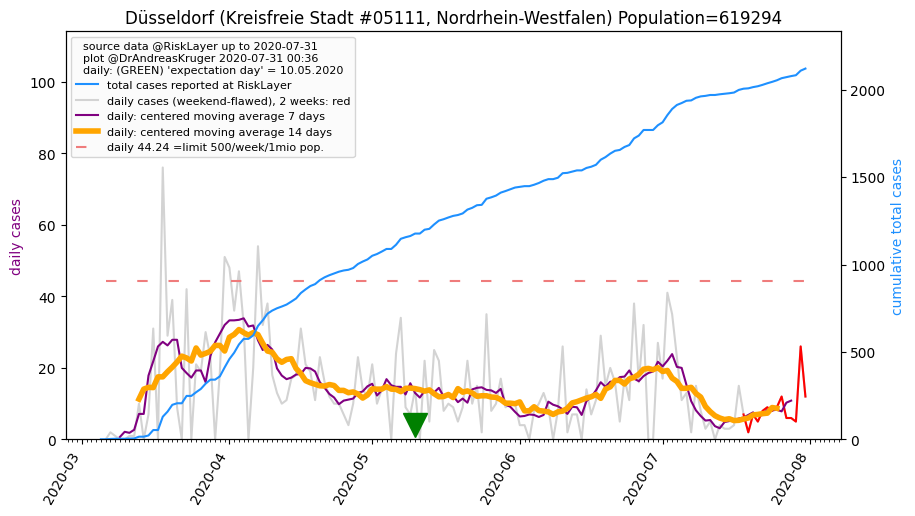 Düsseldorf (Kreisfreie Stadt #05111, Nordrhein-Westfalen) Population=619294
source data @RiskLayer up to 2020-07-31
plot @DrAndreasKruger 2020-07-31 00:36
daily: (GREEN) 'expectation day' = 10.05.2020
total cases reported at RiskLayer
daily cases (weekend-flawed), 2 weeks: red
daily: centered moving average 7 days
daily: centered moving average 14 days
daily 44.24 =limit 500/week/1mio pop.
daily cases
100
80
60
40
20
0
cumulative total cases
2000
1500
1000
500
0
2020-03
2020-04
2020-05
2020-06
2020-07
2020-08